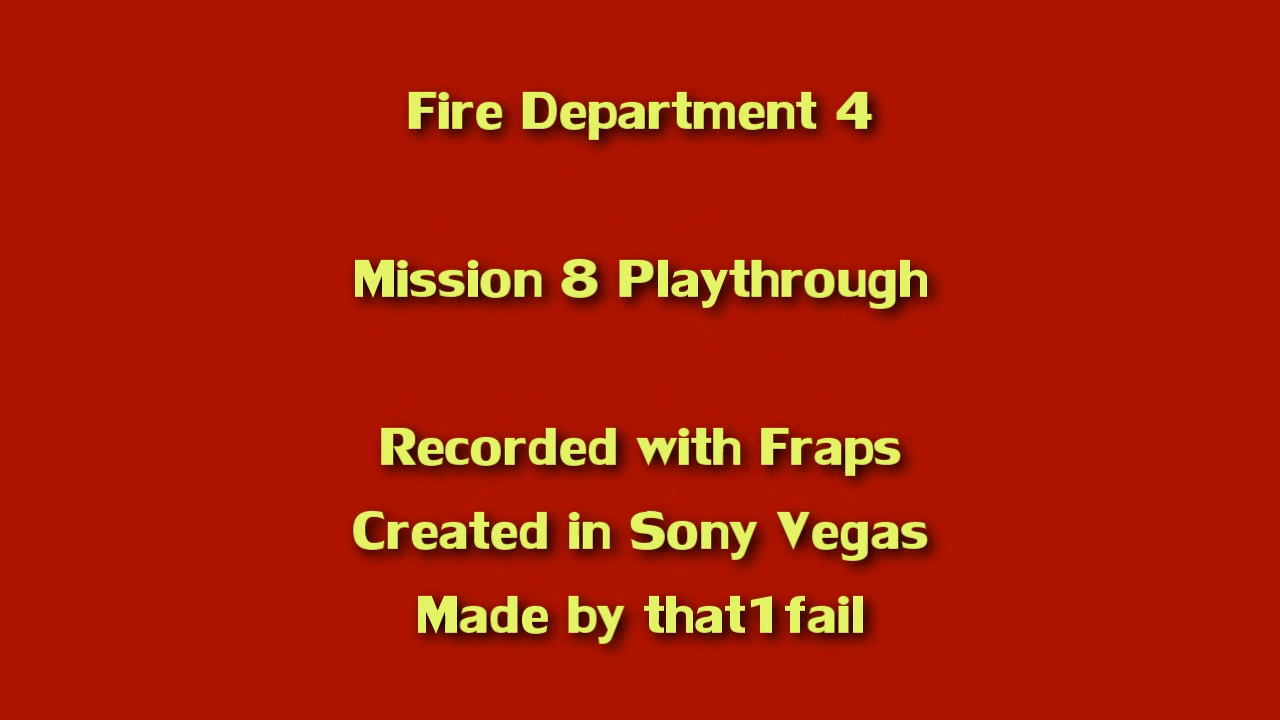 Fire Department 4
Mission 8 Playthrough
Recorded with Fraps
Created in Sony Vegas
Made by that1fail